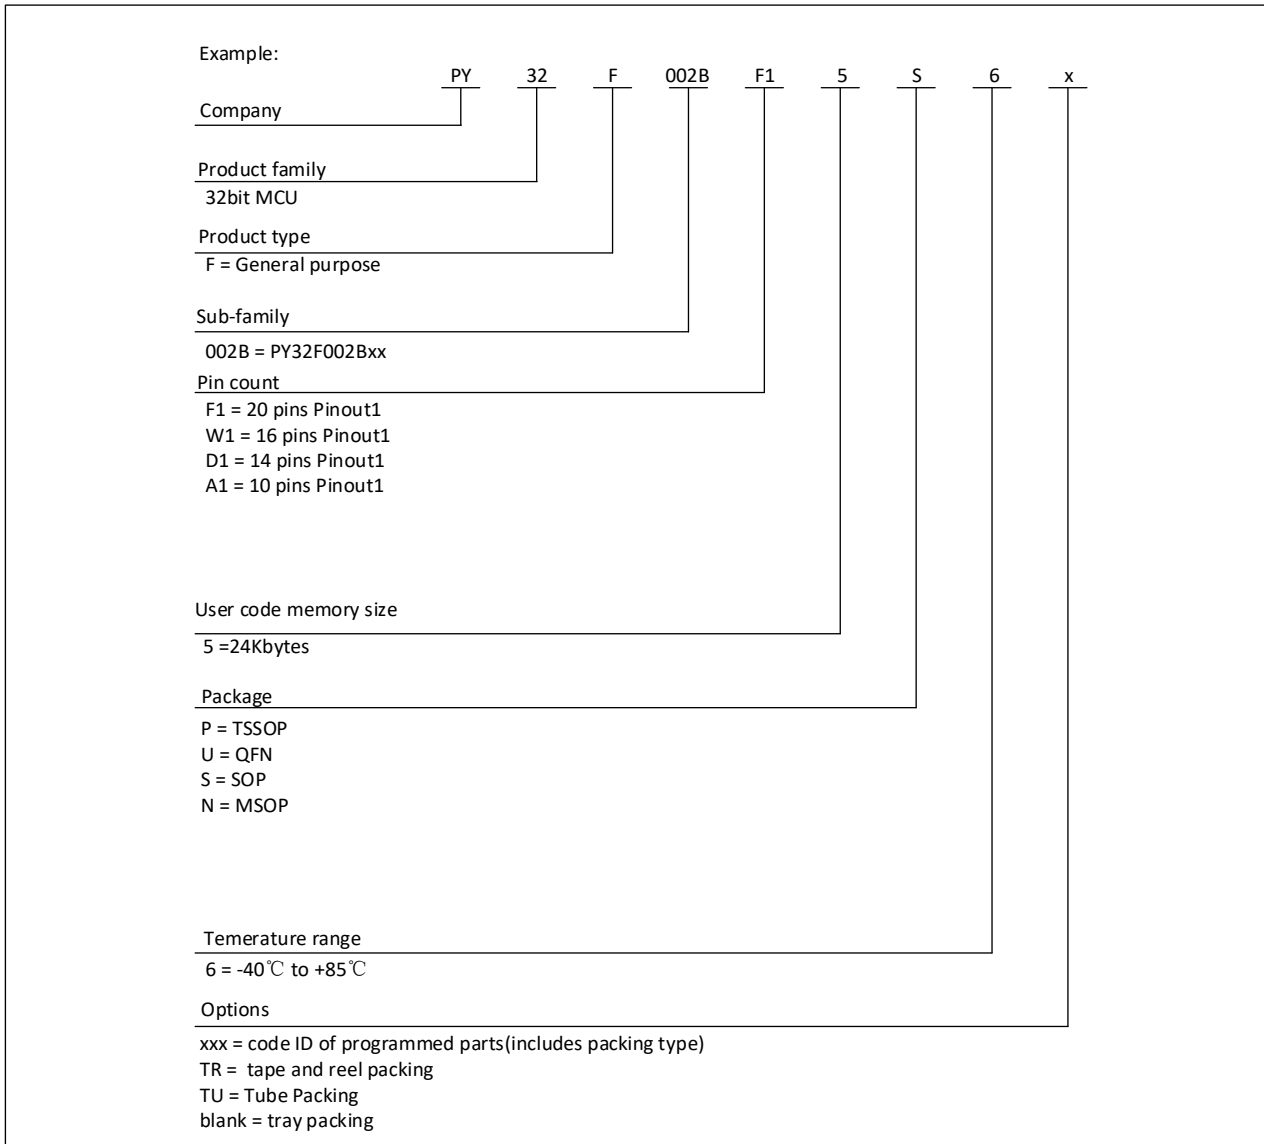 Example:
PY 32 F 002B F1 5 S 6 x
Company
Product family
32bit MCU
Product type
F = General purpose
Sub-family
002B = PY32F002Bxx
Pin count
F1 = 20 pins Pinout1
W1 = 16 pins Pinout1
D1 = 14 pins Pinout1
A1 = 10 pins Pinout1
User code memory size
5 =24Kbytes
Package
P = TSSOP
U = QFN
S = SOP
N = MSOP
Temerature range
6 = -40℃ to +85℃
Options
xxx = code ID of programmed parts(includes packing type)
TR =  tape and reel packing
TU = Tube Packing
blank = tray packing